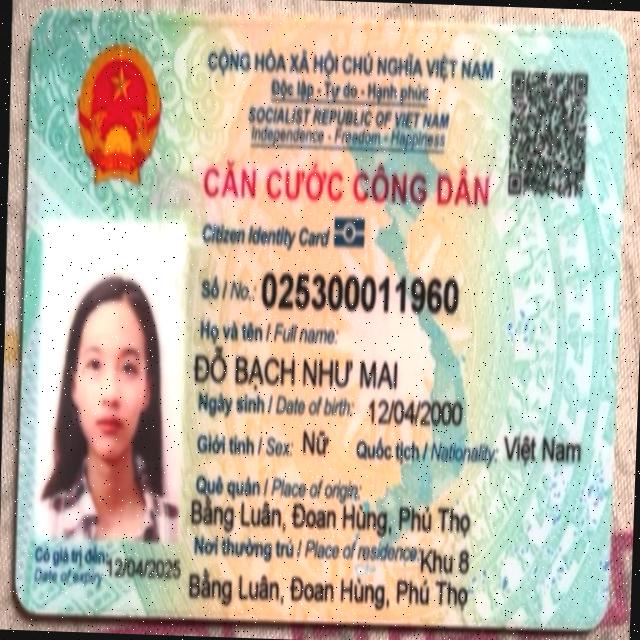 CỘNG HÒA XÃ HỘI CHỦ NGHĨA VIỆT NAM
Độc lập - Tự do - Hạnh phúc
SOCIALIST REPUBLIC OF VIET NAM
Independence - Freedom - Happiness
CĂN CƯỚC CÔNG DÂN
Citizen Identity Card
Số / No.: 025300011960
Họ và tên / Full name:
ĐỖ BẠCH NHƯ MAI
Ngày sinh / Date of birth: 12/04/2000
Giới tính / Sex: Nữ Quốc tịch / Nationality: Việt Nam
Quê quán / Place of origin:
Bằng Luân, Đoan Hùng, Phú Thọ
Nơi thường trú / Place of residence: Khu 8
Bằng Luân, Đoan Hùng, Phú Thọ
Có giá trị đến: 12/04/2025
Date of expiry